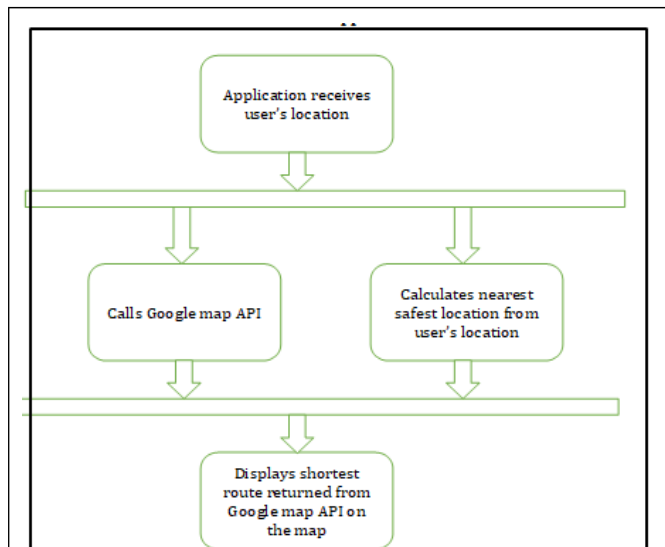 Application receives
user's location
Calls Google map API
Calculates nearest
safest location from
user's location
Displays shortest
route returned from
Google map API on
the map